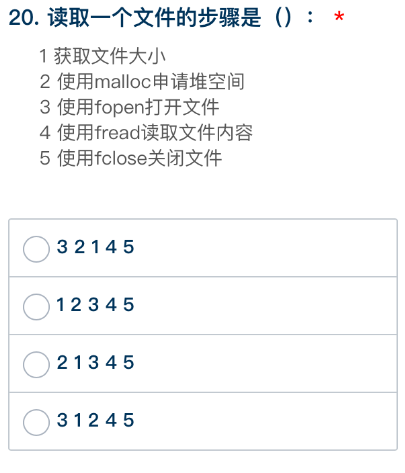 20. 读取一个文件的步骤是（）： *
1 获取文件大小
2 使用malloc申请堆空间
3 使用fopen打开文件
4 使用fread读取文件内容
5 使用fclose关闭文件
3 2 1 4 5
1 2 3 4 5
2 1 3 4 5
3 1 2 4 5